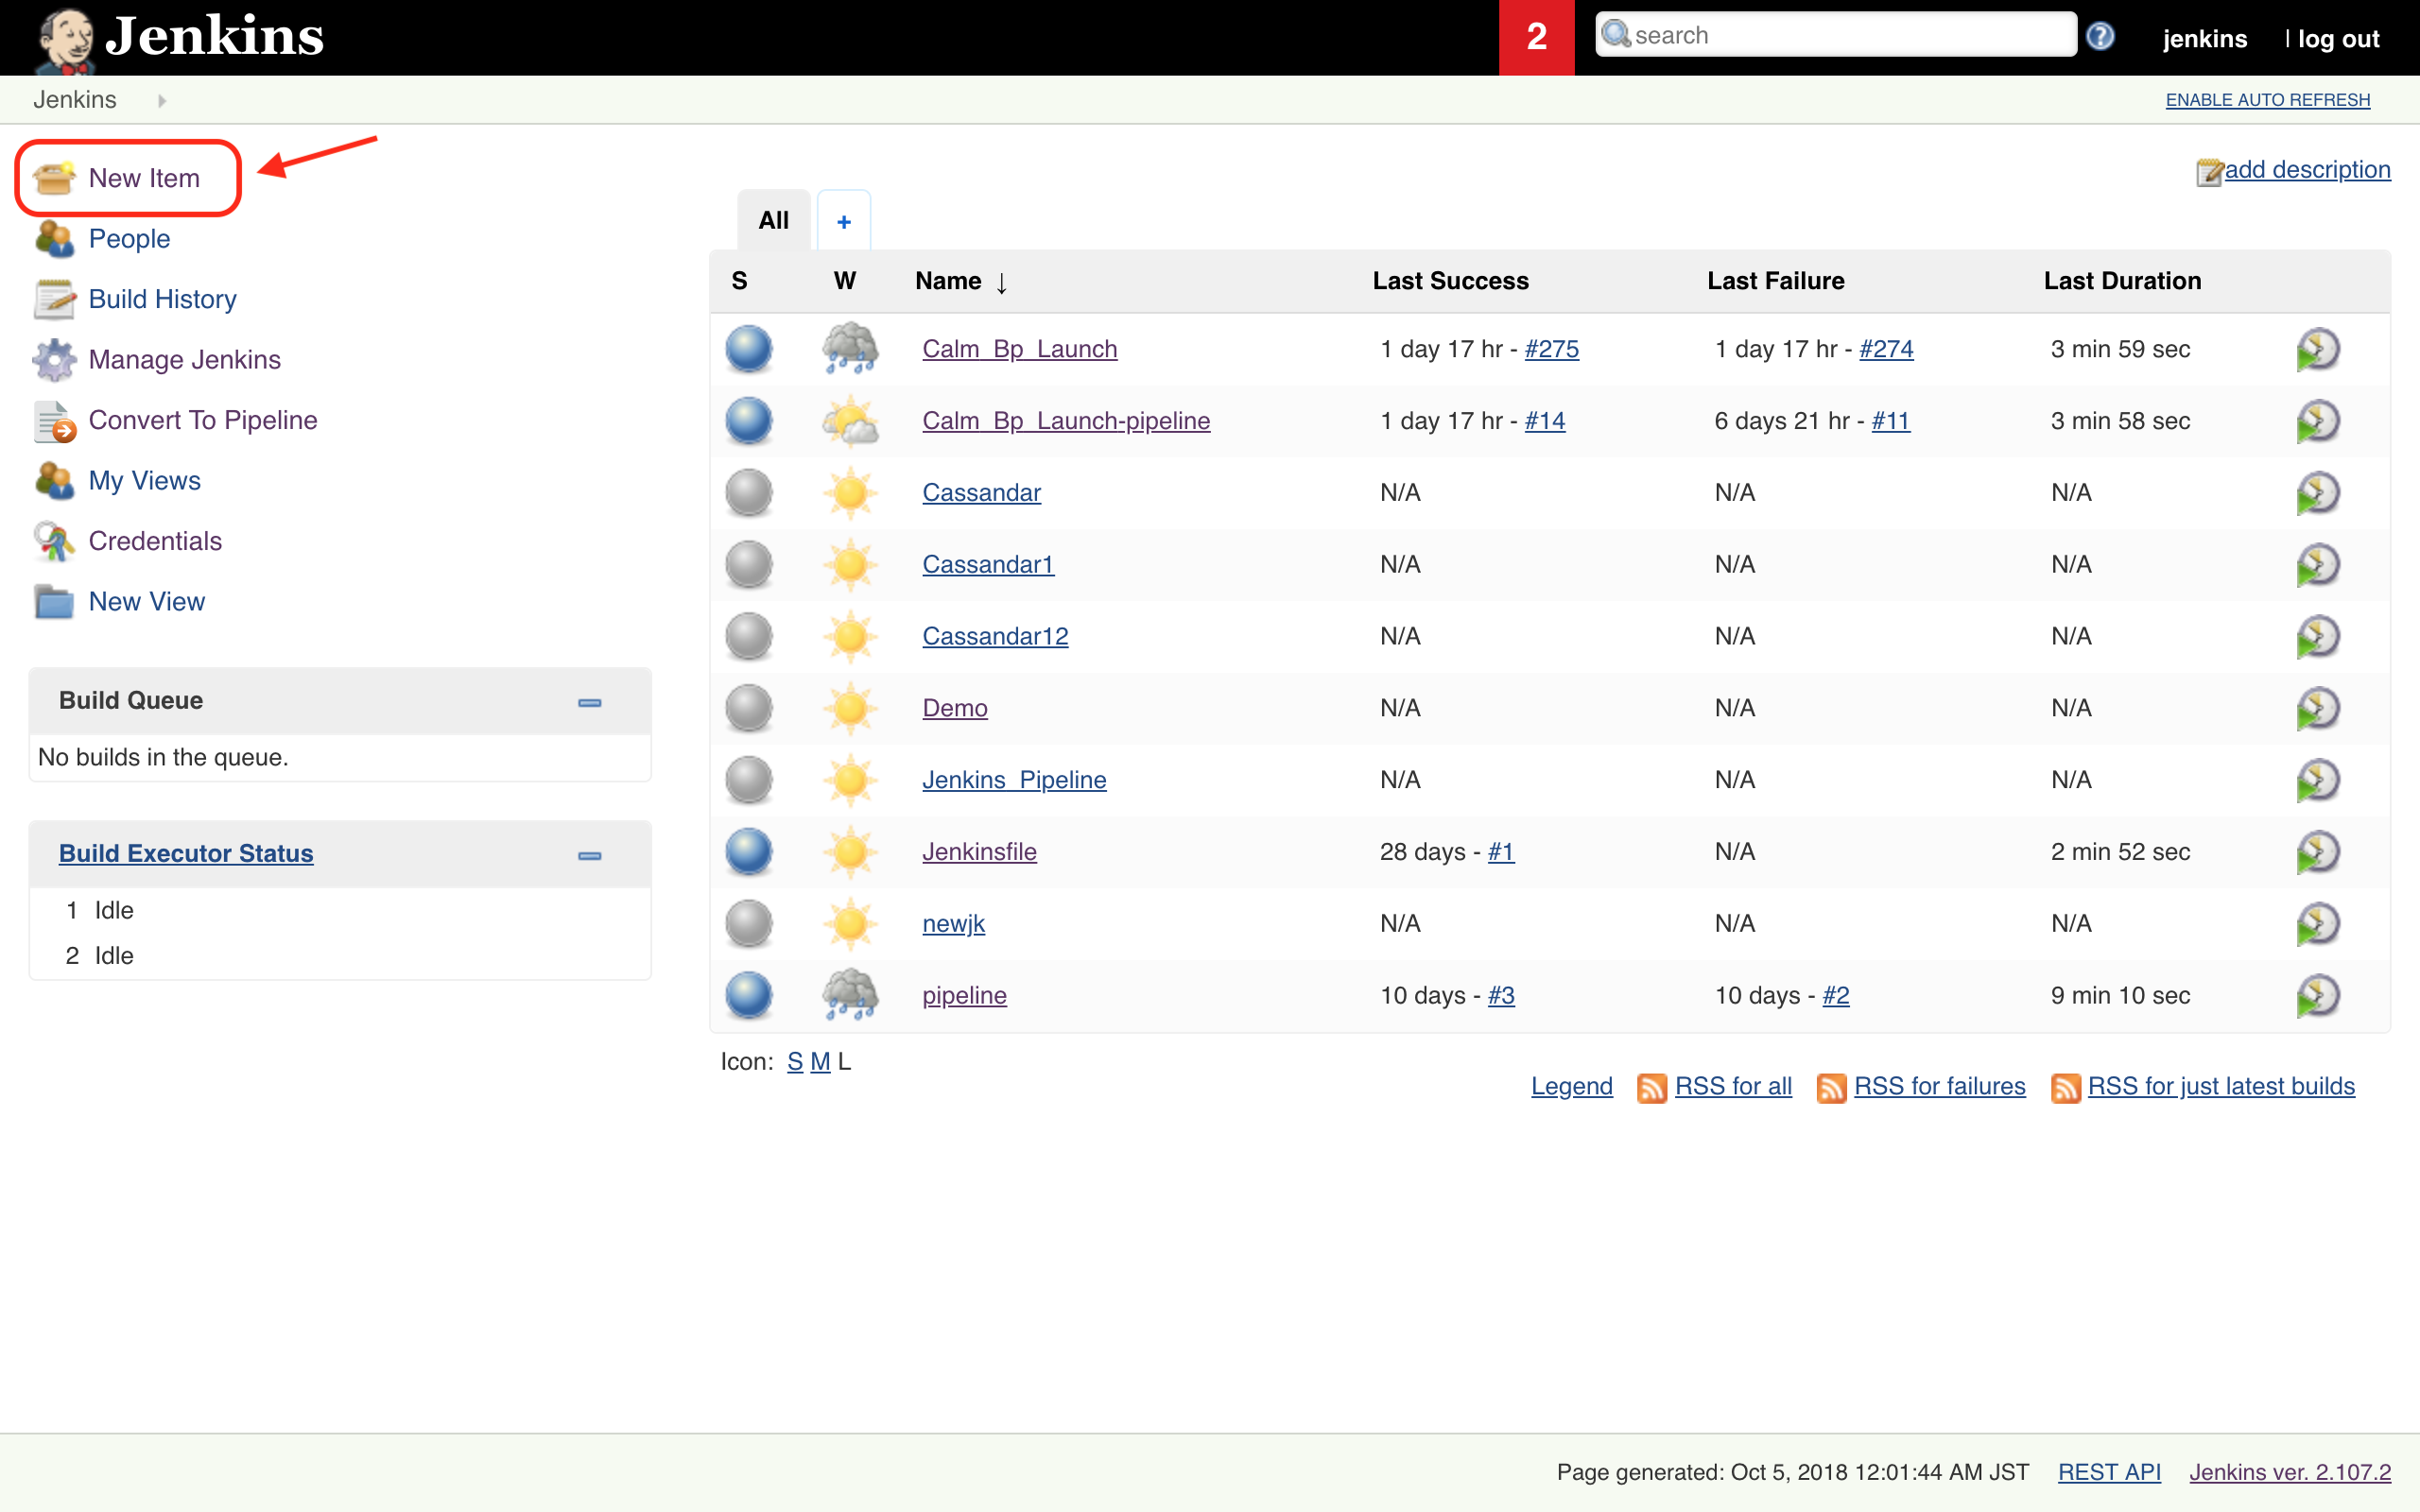 Jenkins
2
search
jenkins
| log out
Jenkins
ENABLE AUTO REFRESH
New Item
People
Build History
Manage Jenkins
Convert To Pipeline
My Views
Credentials
New View
Build Queue
No builds in the queue.
Build Executor Status
1 Idle
2 Idle
add description
All +
S W Name ↓ Last Success Last Failure Last Duration
Calm_Bp_Launch 1 day 17 hr - #275 1 day 17 hr - #274 3 min 59 sec
Calm_Bp_Launch-pipeline 1 day 17 hr - #14 6 days 21 hr - #11 3 min 58 sec
Cassandar N/A N/A N/A
Cassandar1 N/A N/A N/A
Cassandar12 N/A N/A N/A
Demo N/A N/A N/A
Jenkins_Pipeline N/A N/A N/A
Jenkinsfile 28 days - #1 N/A 2 min 52 sec
newjk N/A N/A N/A
pipeline 10 days - #3 10 days - #2 9 min 10 sec
Icon: S M L
Legend RSS for all RSS for failures RSS for just latest builds
Page generated: Oct 5, 2018 12:01:44 AM JST REST API Jenkins ver. 2.107.2